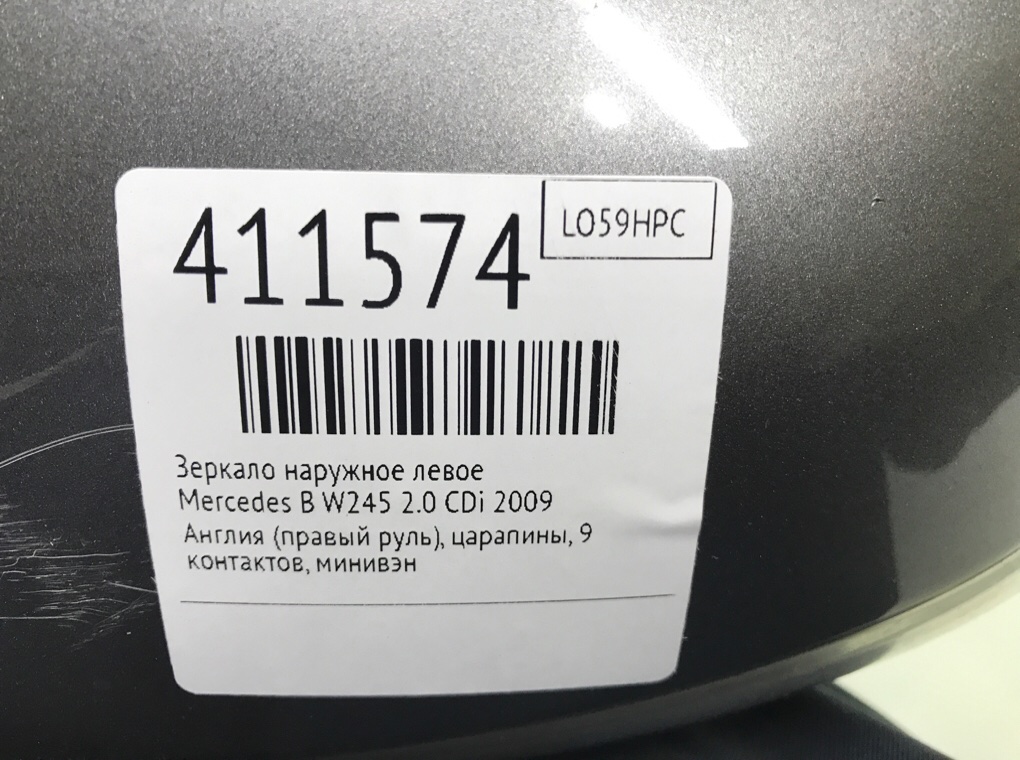 411574
LO59HPC
Зеркало наружное левое
Mercedes B W245 2.0 CDi 2009
Англия (правый руль), царапины, 9
контактов, минивэн